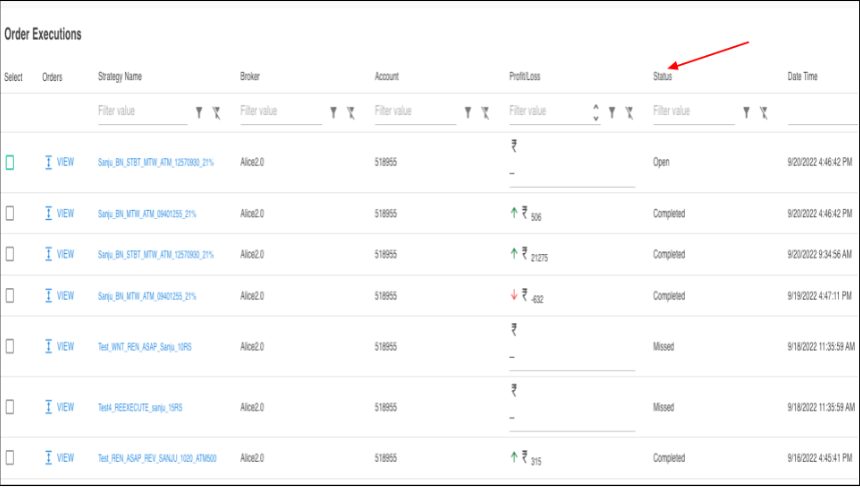 Order Executions
Select Orders Strategy Name Broker Account Profit/Loss Status Date Time
Filter value Filter value Filter value Filter value Filter value
₹
VIEW Sanju_BN_STBT_MTW_ATM_12570930_21% Alice2.0 518955 – Open 9/20/2022 4:46:42 PM
VIEW Sanju_BN_MTW_ATM_09401255_21% Alice2.0 518955 ₹ 506 Completed 9/20/2022 4:46:42 PM
VIEW Sanju_BN_STBT_MTW_ATM_12570930_21% Alice2.0 518955 ₹ 21275 Completed 9/20/2022 9:34:56 AM
VIEW Sanju_BN_MTW_ATM_09401255_21% Alice2.0 518955 ₹ -632 Completed 9/19/2022 4:47:11 PM
₹
VIEW Test_WNT_REN_ASAP_Sanju_10RS Alice2.0 518955 – Missed 9/18/2022 11:35:59 AM
₹
VIEW Test4_REEXECUTE_sanju_15RS Alice2.0 518955 – Missed 9/18/2022 11:35:59 AM
VIEW Test_REN_ASAP_REV_SANJU_1020_ATM500 Alice2.0 518955 ₹ 315 Completed 9/16/2022 4:45:41 PM